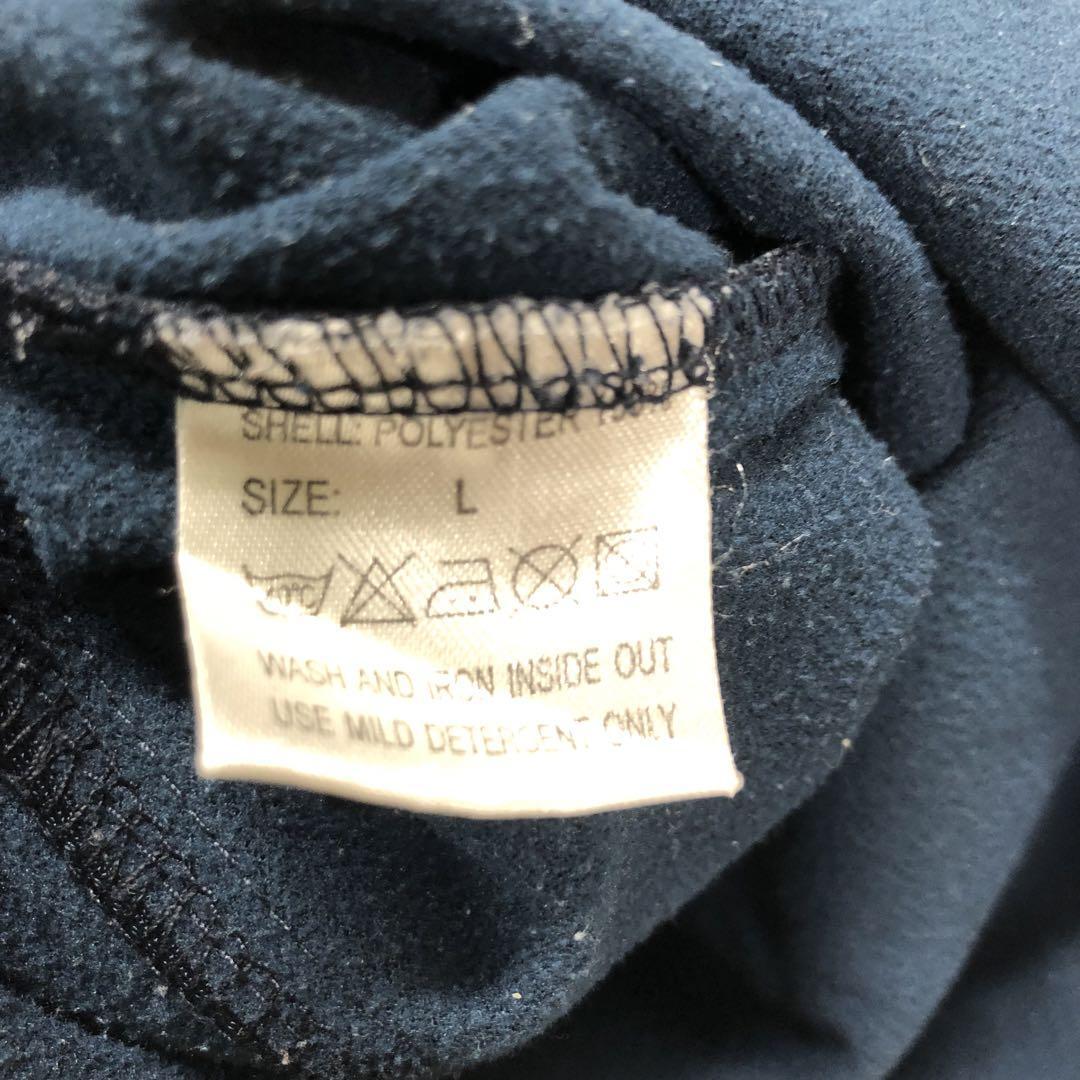 SHELL: POLYESTER
SIZE: L
WASH AND IRON INSIDE OUT
USE MILD DETERGENT ONLY